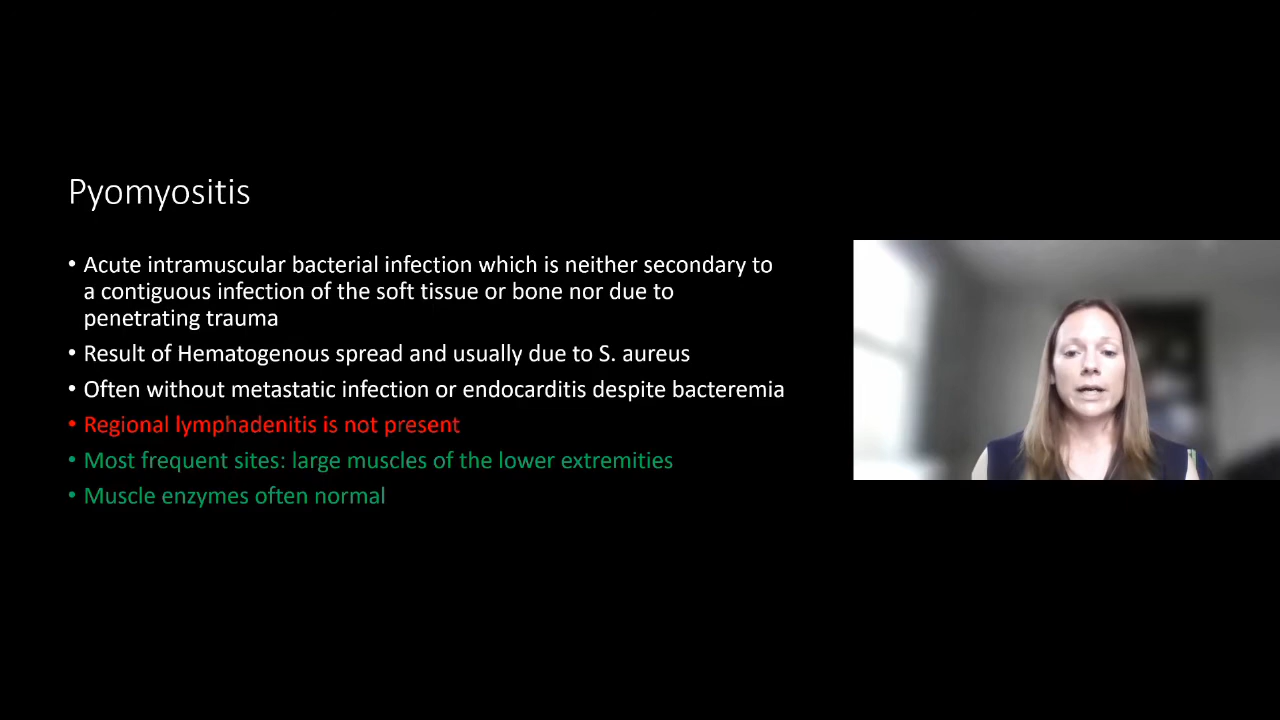 Pyomyositis
• Acute intramuscular bacterial infection which is neither secondary to
a contiguous infection of the soft tissue or bone nor due to
penetrating trauma
• Result of Hematogenous spread and usually due to S. aureus
• Often without metastatic infection or endocarditis despite bacteremia
• Regional lymphadenitis is not present
• Most frequent sites: large muscles of the lower extremities
• Muscle enzymes often normal